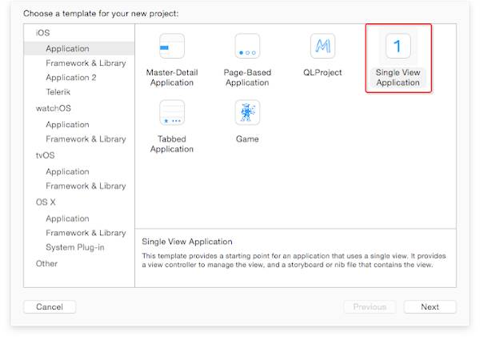 Choose a template for your new project:
iOS
Application
Framework & Library
Application 2
Telerik
watchOS
Application
Framework & Library
tvOS
Application
Framework & Library
OS X
Application
Framework & Library
System Plug-in
Other
Master-Detail
Application
Page-Based
Application
QLProject
1
Single View
Application
Tabbed
Application
Game
Single View Application
This template provides a starting point for an application that uses a single view. It provides
a view controller to manage the view, and a storyboard or nib file that contains the view.
Cancel
Previous
Next